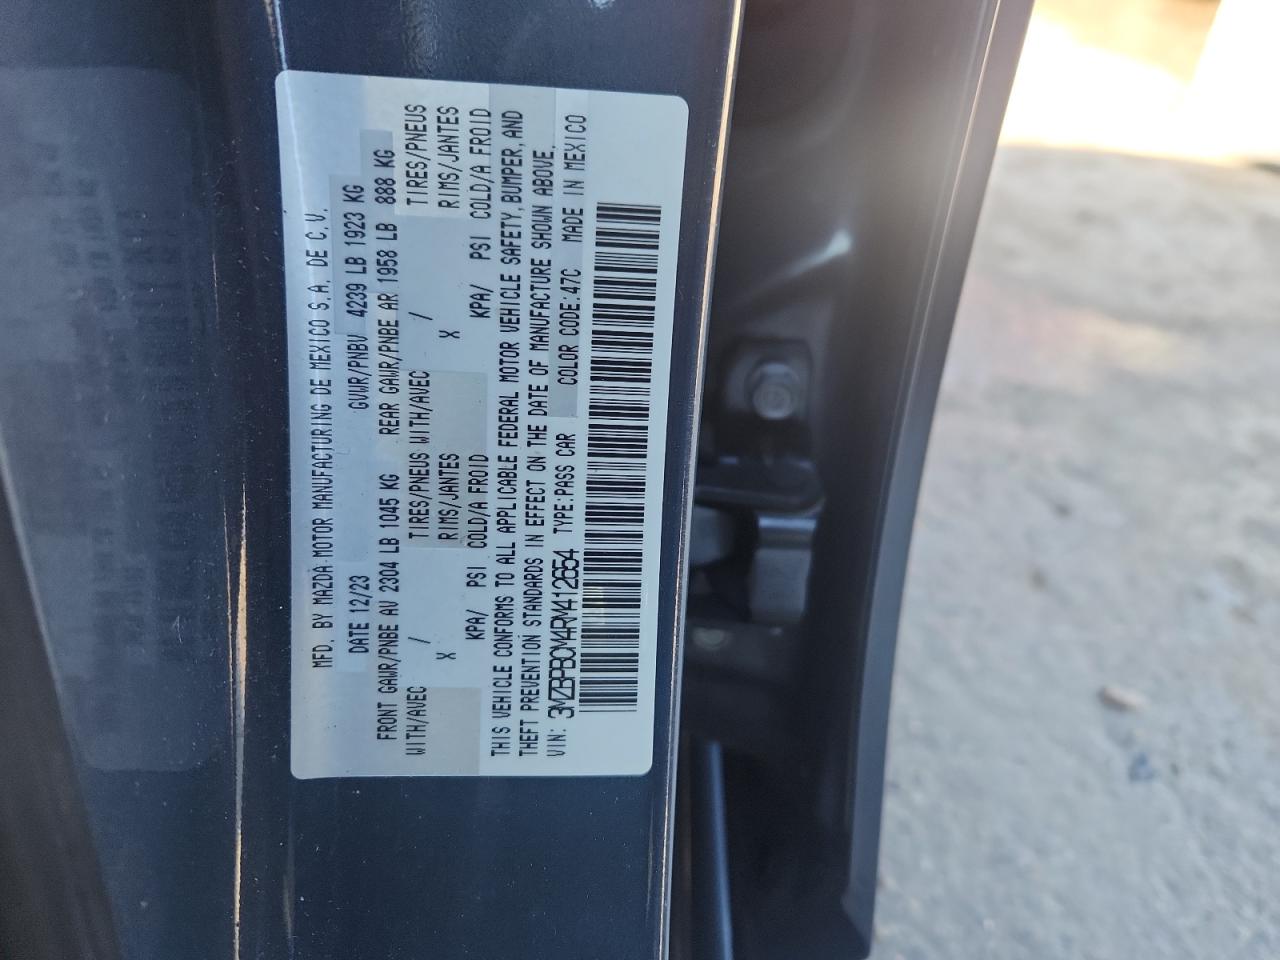 MFD. BY MAZDA MOTOR MANUFACTURING DE MEXICO S.A. DE C.V.
DATE 12/23 GVWR/PNBV 4239 LB 1923 KG
FRONT GAWR/PNBE AV 2304 LB 1045 KG REAR GAWR/PNBE AR 1958 LB 888 KG
WITH/AVEC / TIRES/PNEUS WITH/AVEC / TIRES/PNEUS
X RIMS/JANTES X RIMS/JANTES
KPA/ PSI COLD/A FROID KPA/ PSI COLD/A FROID
THIS VEHICLE CONFORMS TO ALL APPLICABLE FEDERAL MOTOR VEHICLE SAFETY, BUMPER, AND
THEFT PREVENTION STANDARDS IN EFFECT ON THE DATE OF MANUFACTURE SHOWN ABOVE.
VIN: 3MZBPBCM4RM412654 TYPE:PASS CAR COLOR CODE:47C MADE IN MEXICO